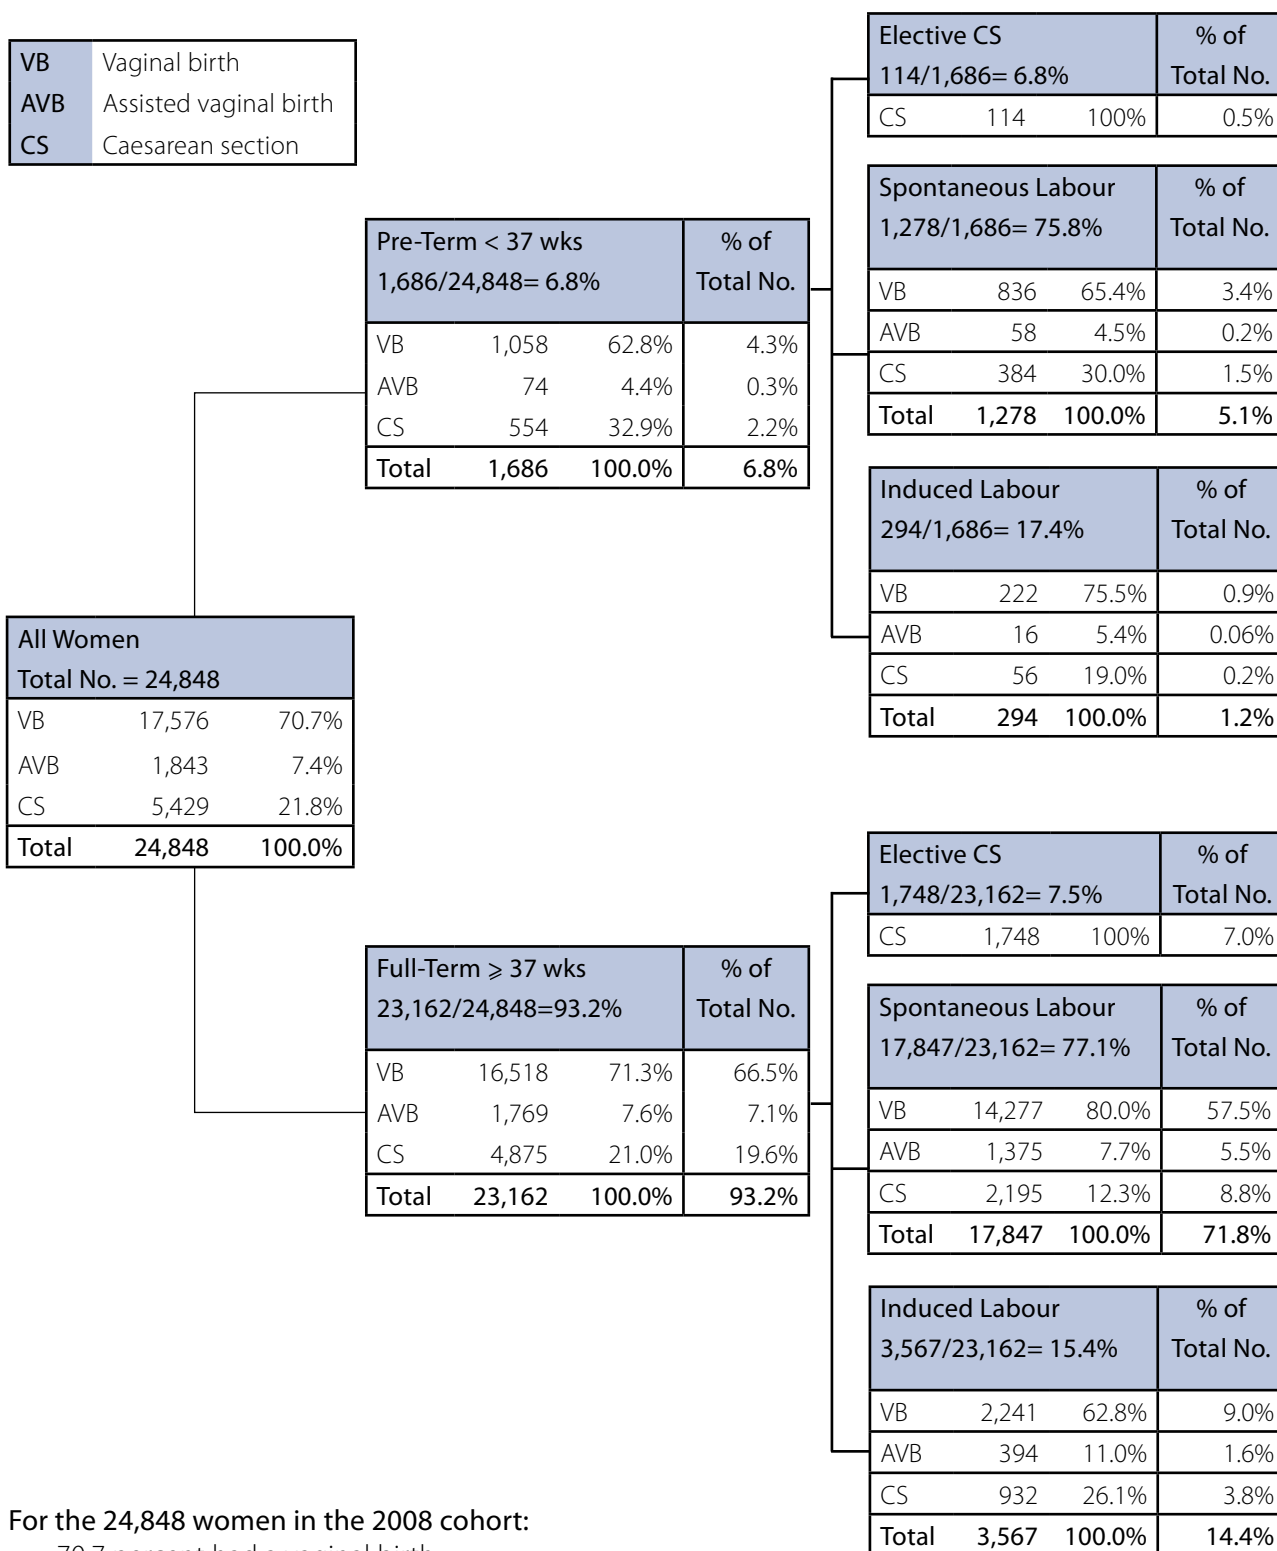 VB Vaginal birth
AVB Assisted vaginal birth
CS Caesarean section
All Women
Total No. = 24,848
VB 17,576 70.7%
AVB 1,843 7.4%
CS 5,429 21.8%
Total 24,848 100.0%
Pre-Term < 37 wks % of
1,686/24,848= 6.8% Total No.
VB 1,058 62.8% 4.3%
AVB 74 4.4% 0.3%
CS 554 32.9% 2.2%
Total 1,686 100.0% 6.8%
Elective CS % of
114/1,686= 6.8% Total No.
CS 114 100% 0.5%
Spontaneous Labour % of
1,278/1,686= 75.8% Total No.
VB 836 65.4% 3.4%
AVB 58 4.5% 0.2%
CS 384 30.0% 1.5%
Total 1,278 100.0% 5.1%
Induced Labour % of
294/1,686= 17.4% Total No.
VB 222 75.5% 0.9%
AVB 16 5.4% 0.06%
CS 56 19.0% 0.2%
Total 294 100.0% 1.2%
Full-Term ⩾ 37 wks % of
23,162/24,848=93.2% Total No.
VB 16,518 71.3% 66.5%
AVB 1,769 7.6% 7.1%
CS 4,875 21.0% 19.6%
Total 23,162 100.0% 93.2%
Elective CS % of
1,748/23,162= 7.5% Total No.
CS 1,748 100% 7.0%
Spontaneous Labour % of
17,847/23,162= 77.1% Total No.
VB 14,277 80.0% 57.5%
AVB 1,375 7.7% 5.5%
CS 2,195 12.3% 8.8%
Total 17,847 100.0% 71.8%
Induced Labour % of
3,567/23,162= 15.4% Total No.
VB 2,241 62.8% 9.0%
AVB 394 11.0% 1.6%
CS 932 26.1% 3.8%
Total 3,567 100.0% 14.4%
For the 24,848 women in the 2008 cohort:
70.7 percent had a vaginal birth